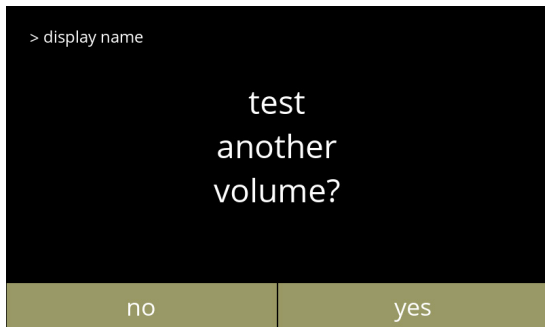 > display name
test
another
volume?
no
yes